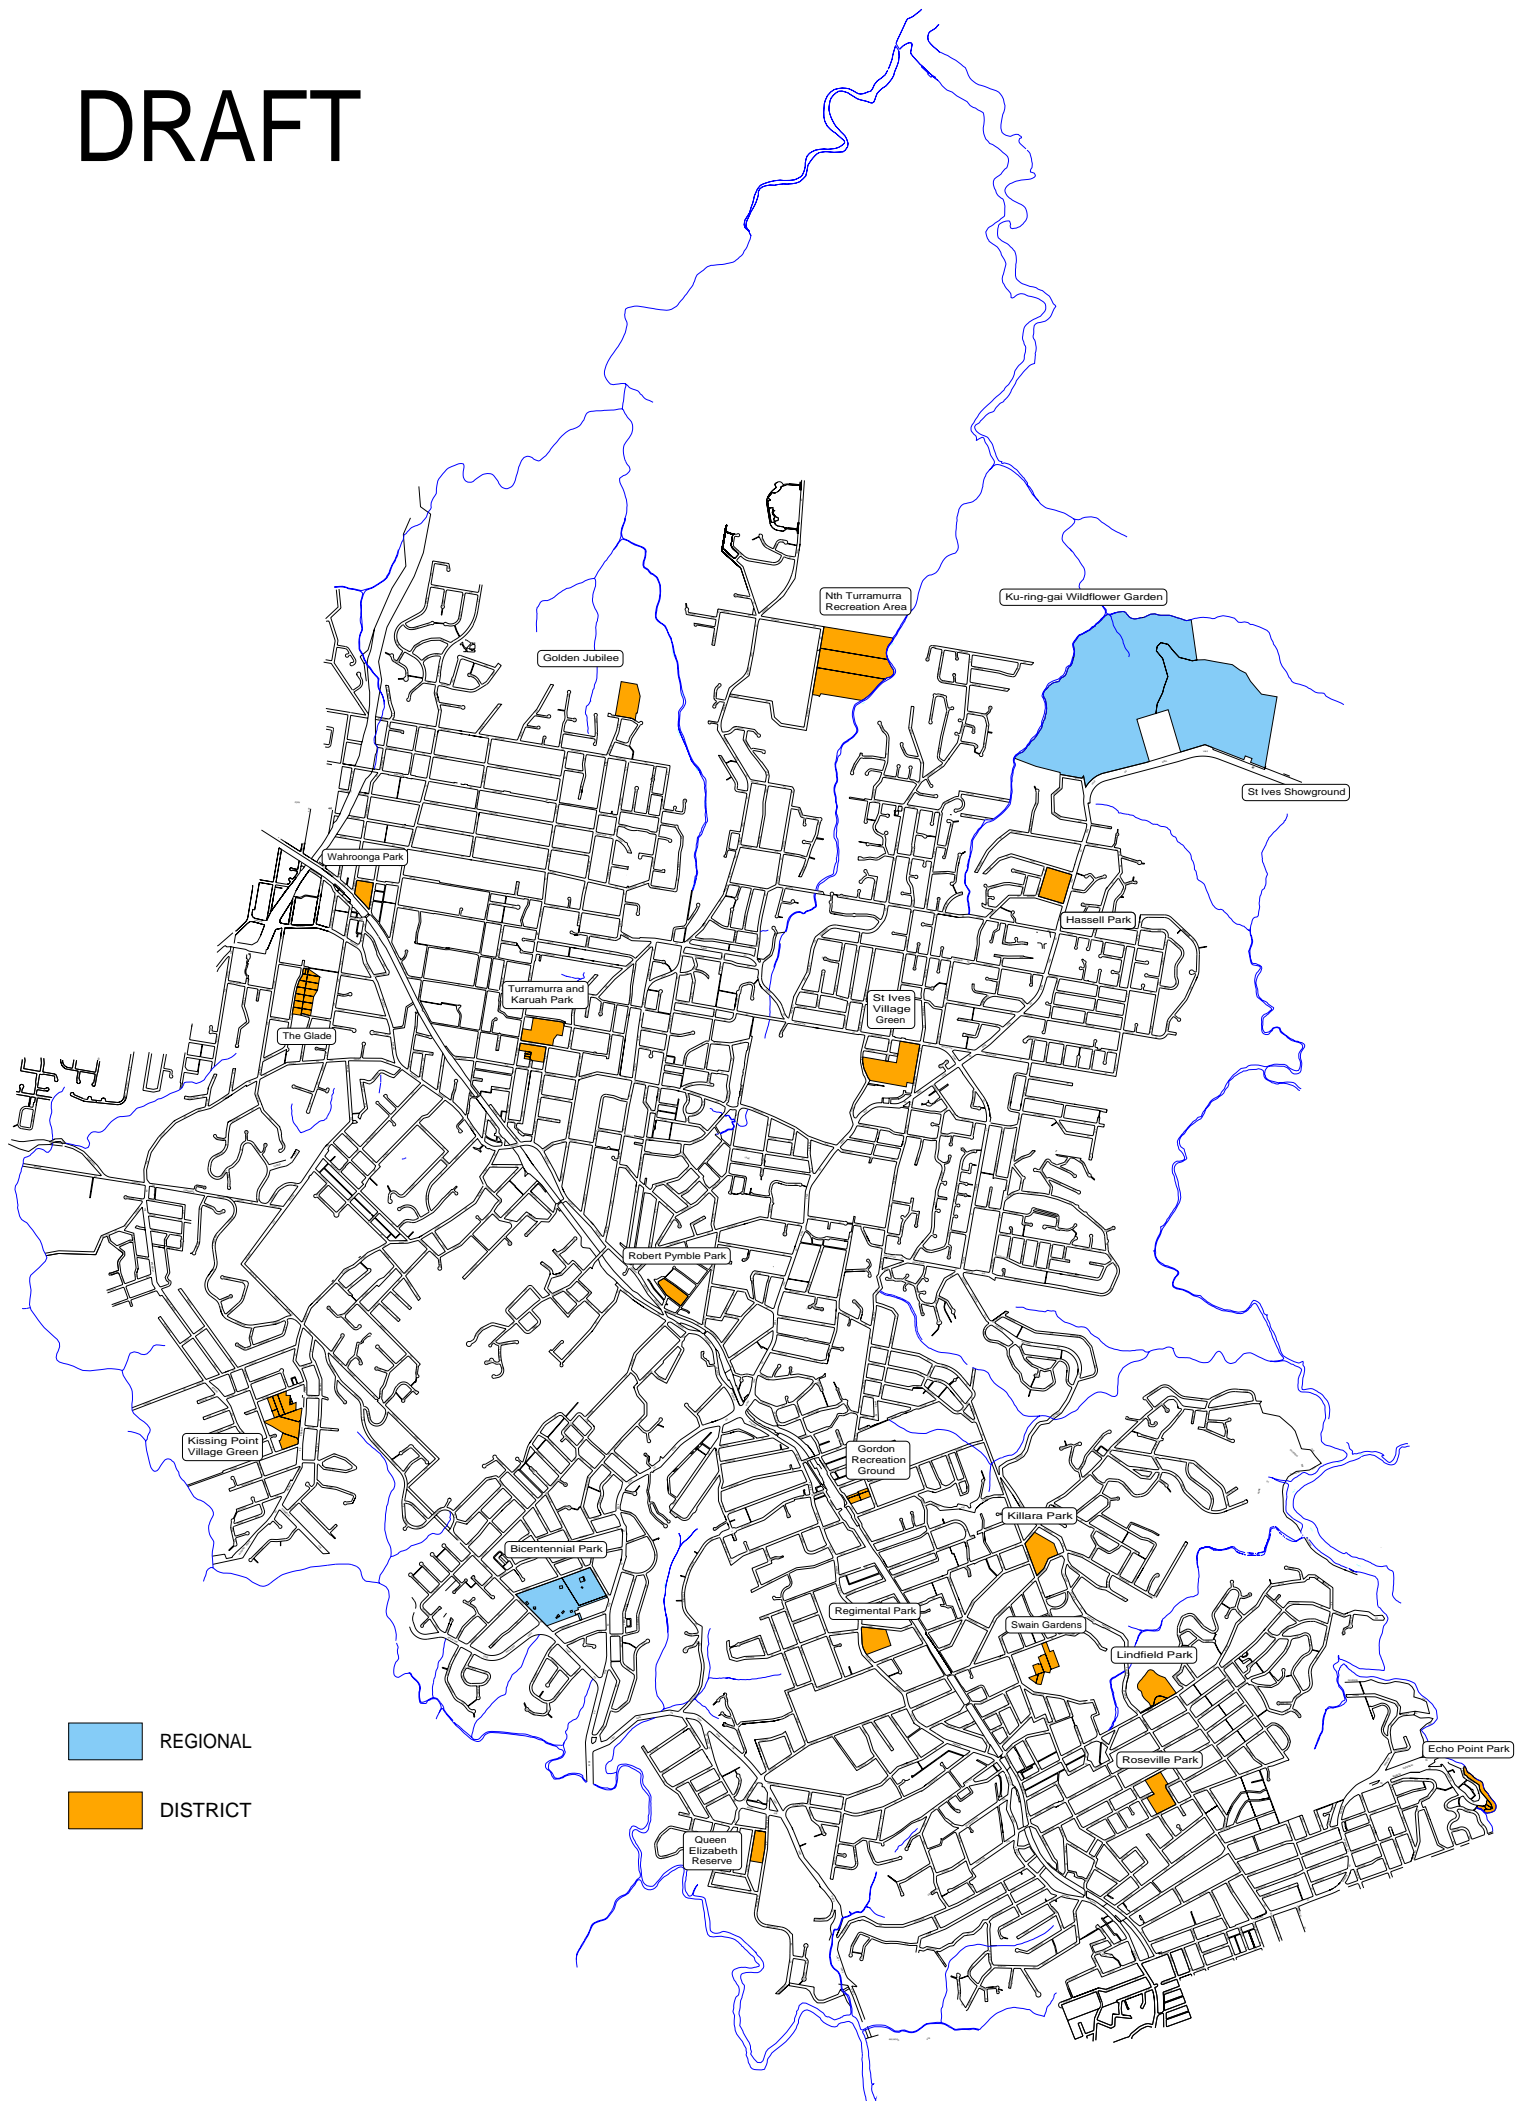 DRAFT
Nth Turramurra
Recreation Area
Ku-ring-gai Wildflower Garden
Golden Jubilee
St Ives Showground
Wahroonga Park
Hassell Park
Turramurra and
Karuah Park
St Ives
Village
Green
The Glade
Robert Pymble Park
Kissing Point
Village Green
Gordon
Recreation
Ground
Killara Park
Bicentennial Park
Regimental Park
Swain Gardens
Lindfield Park
REGIONAL
Echo Point Park
Roseville Park
DISTRICT
Queen
Elizabeth
Reserve